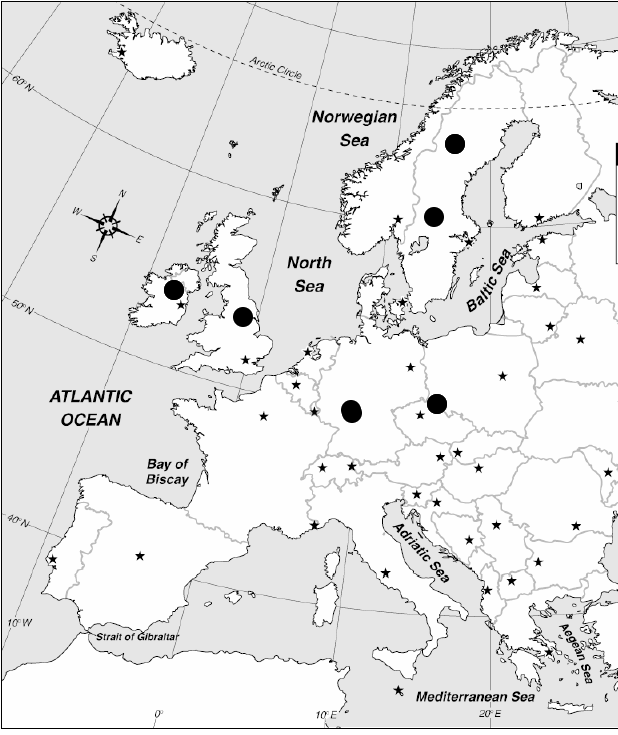 Arctic Circle
60°N
Norwegian
Sea
N
W
E
S
North
Sea
Baltic Sea
50°N
ATLANTIC
OCEAN
Bay of
Biscay
40°N
Adriatic Sea
10°W
Strait of Gibraltar
Aegean Sea
Mediterranean Sea
0°
10°E
20°E